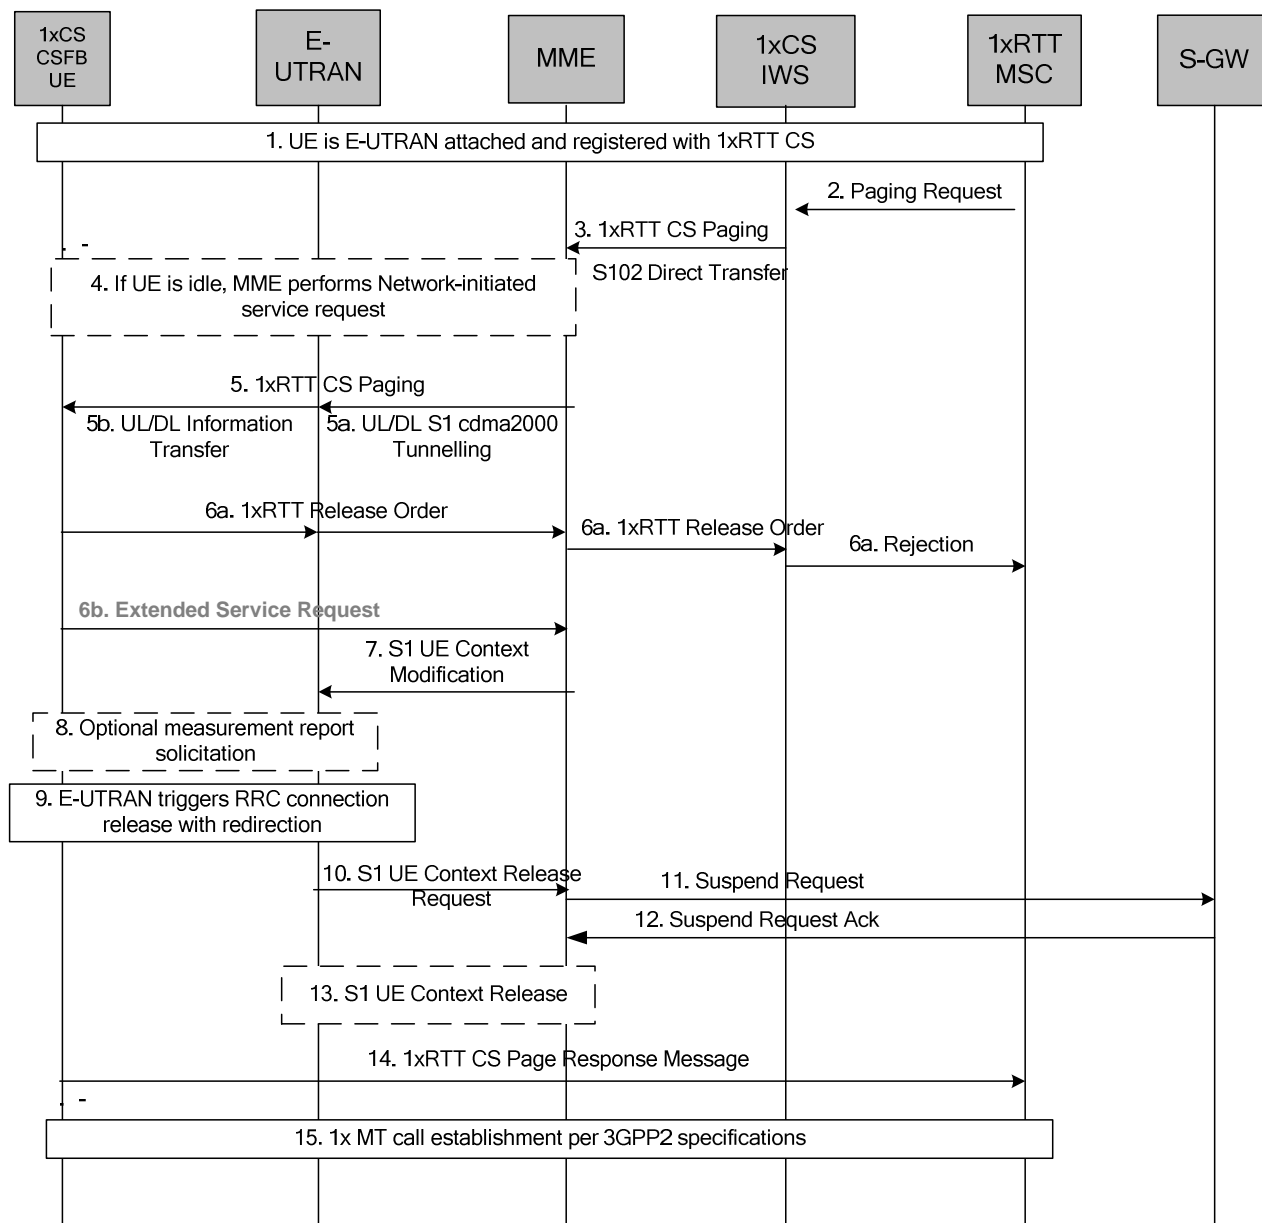 1xCS
CSFB
UE
E-
UTRAN
MME
1xCS
IWS
1xRTT
MSC
S-GW
1. UE is E-UTRAN attached and registered with 1xRTT CS
2. Paging Request
3. 1xRTT CS Paging
S102 Direct Transfer
. -
4. If UE is idle, MME performs Network-initiated
service request
5. 1xRTT CS Paging
5b. UL/DL Information
Transfer
5a. UL/DL S1 cdma2000
Tunnelling
6a. 1xRTT Release Order
6a. 1xRTT Release Order
6a. Rejection
6b. Extended Service Request
7. S1 UE Context
Modification
8. Optional measurement report
solicitation
9. E-UTRAN triggers RRC connection
release with redirection
10. S1 UE Context Release
Request
11. Suspend Request
12. Suspend Request Ack
13. S1 UE Context Release
14. 1xRTT CS Page Response Message
. -
15. 1x MT call establishment per 3GPP2 specifications